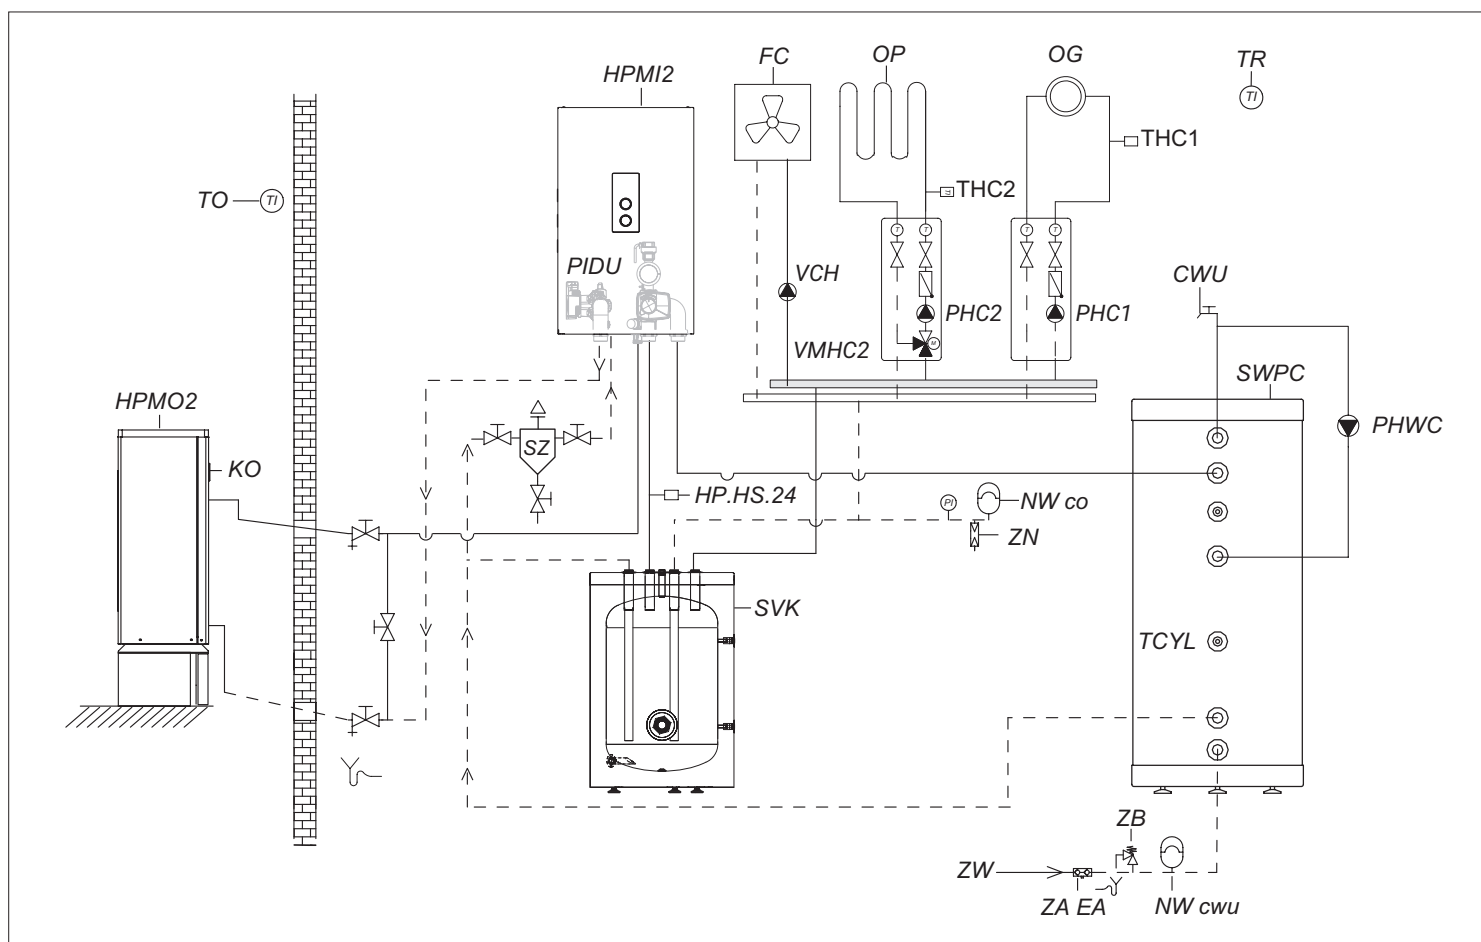 FC
OP
OG
TR
HPMI2
TI
THC1
TO
TI
THC2
T
T
T
T
PIDU
VCH
CWU
PHC2
PHC1
M
VMHC2
SWPC
HPMO2
PHWC
SZ
KO
HP.HS.24
PI
NW co
ZN
SVK
TCYL
ZB
ZW
ZA EA
NW cwu